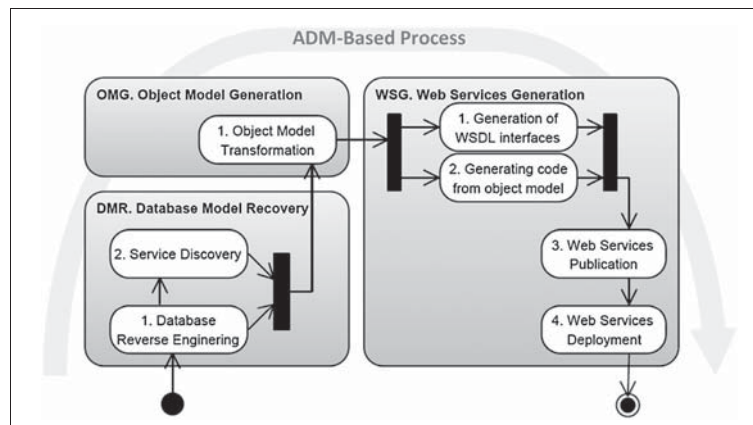 ADM-Based Process
OMG. Object Model Generation
1. Object Model
Transformation
DMR. Database Model Recovery
2. Service Discovery
1. Database
Reverse Enginering
WSG. Web Services Generation
1. Generation of
WSDL interfaces
2. Generating code
from object model
3. Web Services
Publication
4. Web Services
Deployment